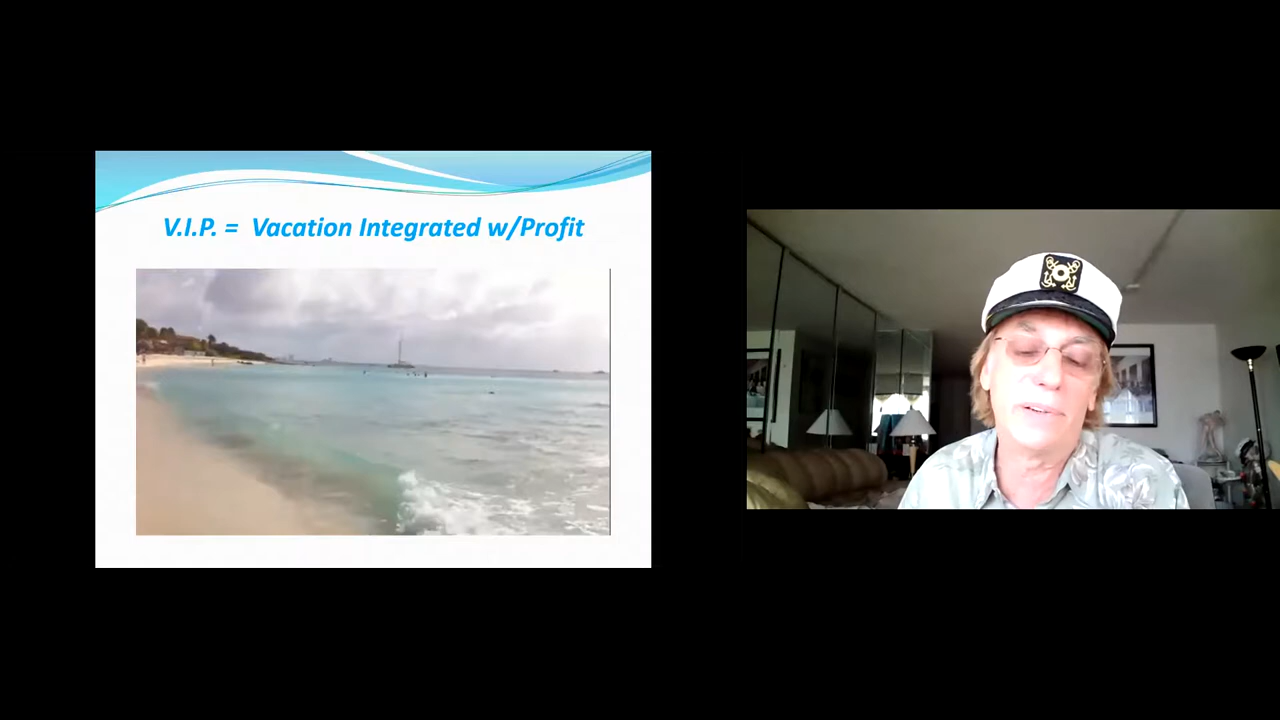 V.I.P. = Vacation Integrated w/Profit